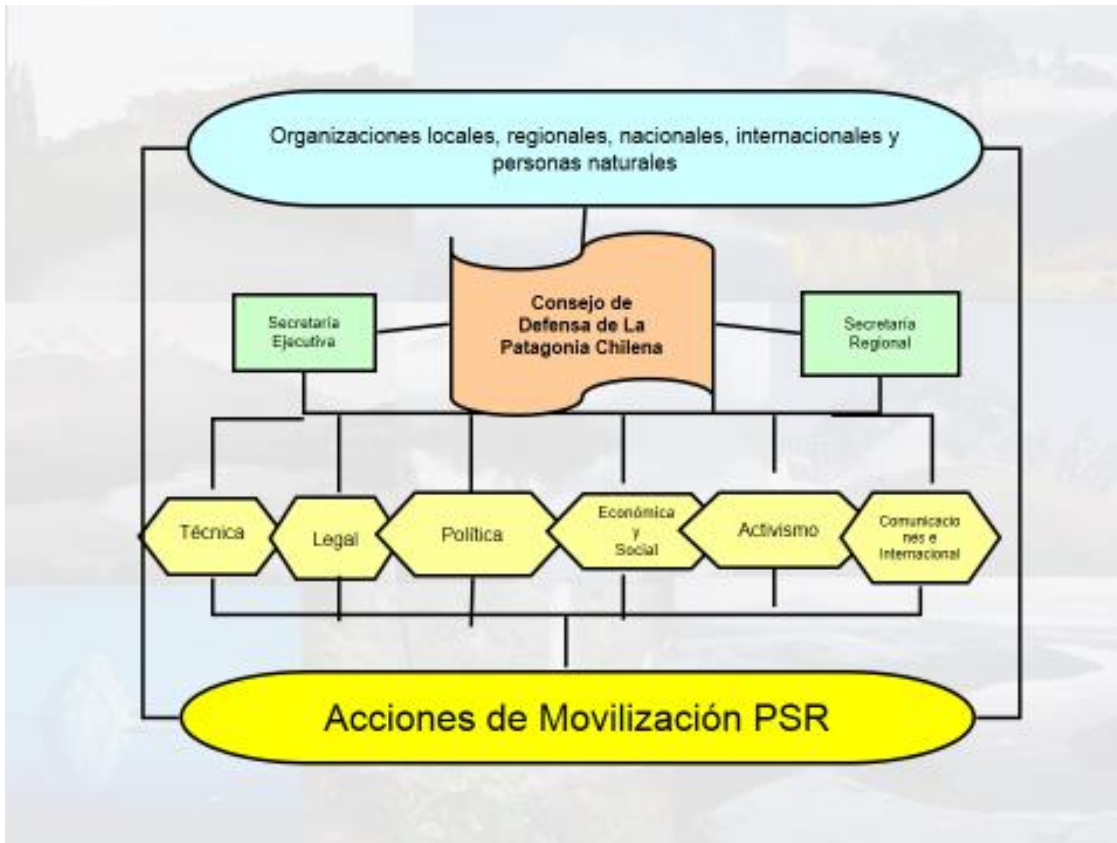 Organizaciones locales, regionales, nacionales, internacionales y
personas naturales
Consejo de
Defensa de La
Patagonia Chilena
Secretaría
Ejecutiva
Secretaría
Regional
Técnica
Legal
Política
Económica
y
Social
Activismo
Comunicacio
nes e
Internacional
Acciones de Movilización PSR